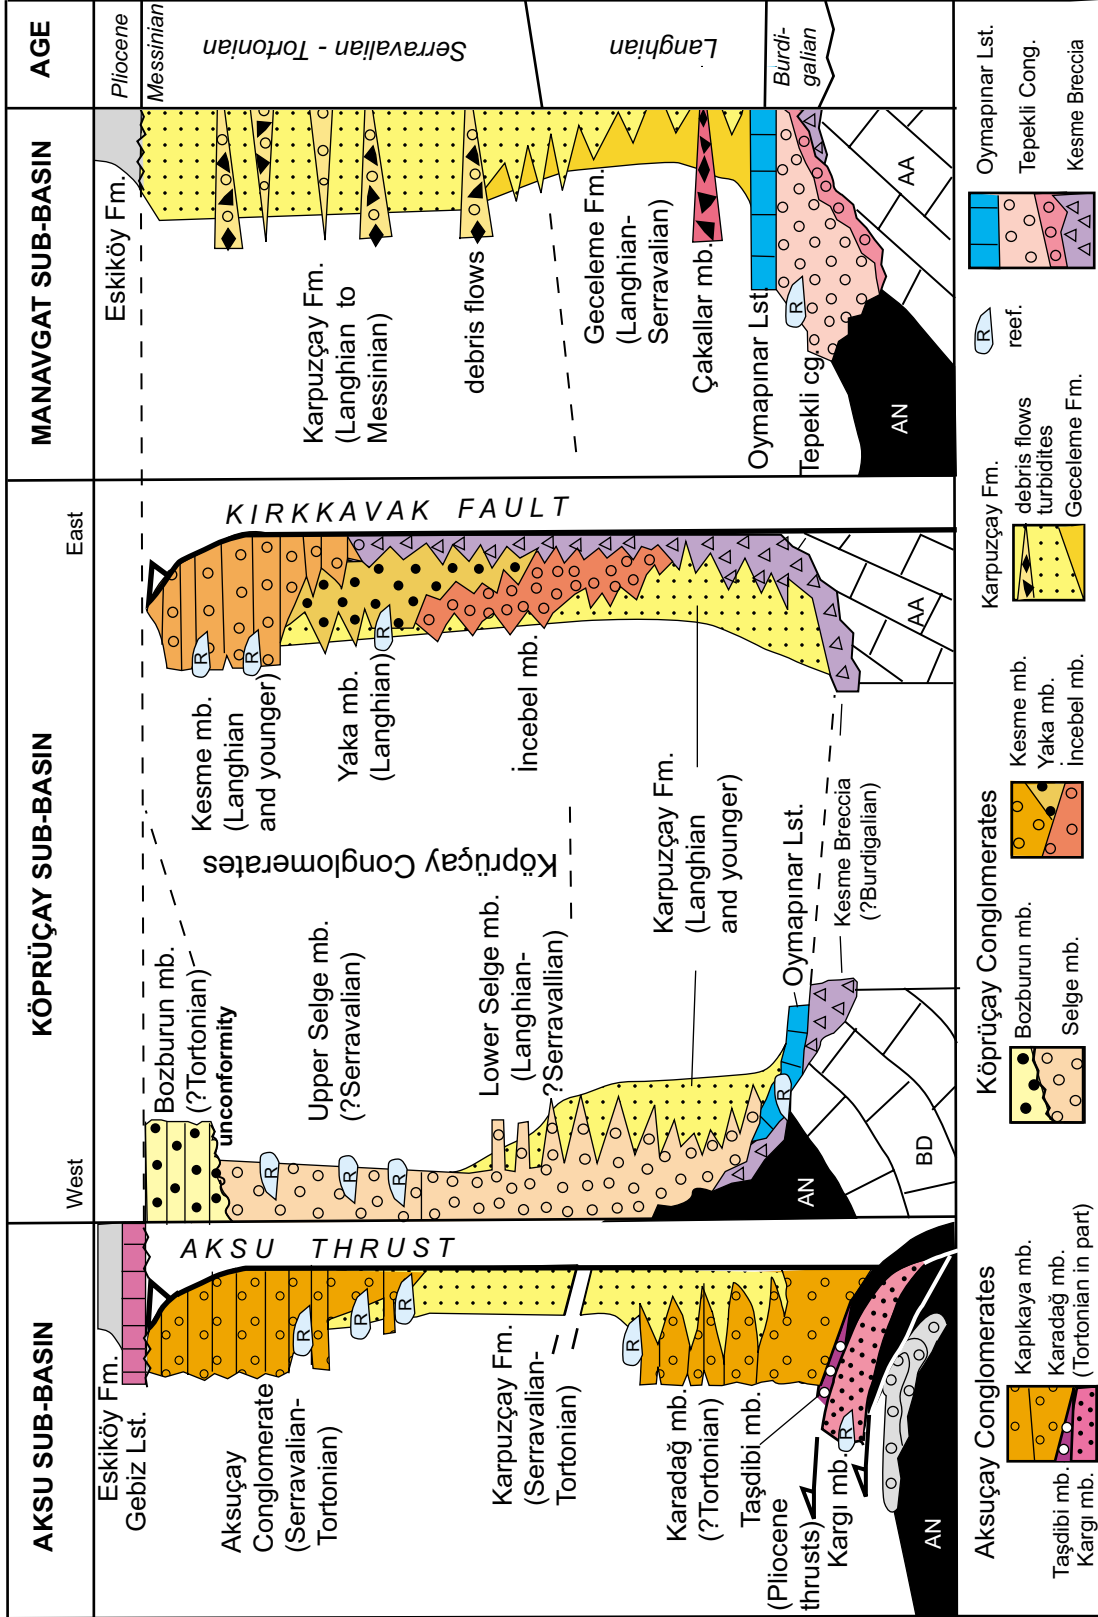 AKSU SUB-BASIN
KÖPRÜÇAY SUB-BASIN
MANAVGAT SUB-BASIN
AGE
West
East
Eskiköy Fm.
Gebiz Lst.
AKSU THRUST
Aksuçay
Conglomerate
(Serravalian-
Tortonian)
R
R
R
Karpuzçay Fm.
(Serravalian-
Tortonian)
R
Karadağ mb.
(?Tortonian)
Taşdibi mb.
(Pliocene
thrusts)
Kargı mb.
R
AN
Bozburun mb.
(?Tortonian)
unconformity
R
R
R
Upper Selge mb.
(?Serravalian)
Lower Selge mb.
(Langhian-
?Serravallian)
Köprüçay Conglomerates
Kesme mb.
(Langhian
and younger)
R
R
Yaka mb.
(Langhian)
R
İncebel mb.
KIRKKAVAK FAULT
Karpuzçay Fm.
(Langhian
and younger)
Oymapınar Lst.
Kesme Breccia
(?Burdigalian)
R
AN
BD
AA
Eskiköy Fm.
Karpuzçay Fm.
(Langhian to
Messinian)
debris flows
Geceleme Fm.
(Langhian-
Serravalian
Çakallar mb.
Oymapınar Lst.
Tepekli cg.
R
AN
AA
Pliocene
Messinian
Serravalian - Tortonian
Langhian
Burdi-
galian
Aksuçay Conglomerates
Taşdibi mb.
Kargı mb.
Kapıkaya mb.
Karadağ mb.
(Tortonian in part)
Köprüçay Conglomerates
Bozburun mb.
Selge mb.
Kesme mb.
Yaka mb.
İncebel mb.
Karpuzçay Fm.
debris flows
turbidites
Geceleme Fm.
R
reef.
Oymapınar Lst.
Tepekli Cong.
Kesme Breccia